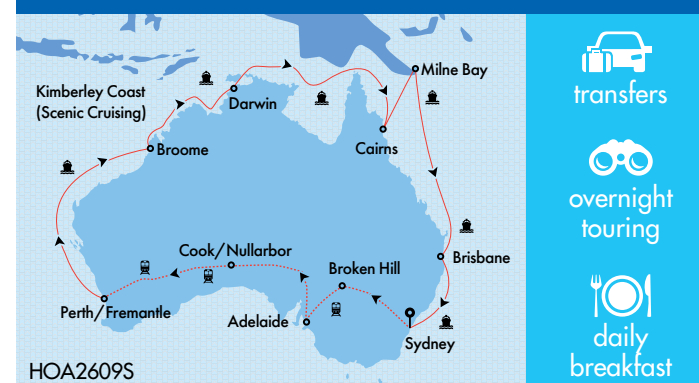 Milne Bay
Kimberley Coast
(Scenic Cruising)
Darwin
Broome
Cairns
Cook/Nullarbor
Broken Hill
Brisbane
Perth/Fremantle
Adelaide
Sydney
HOA2609S
transfers
overnight
touring
daily
breakfast